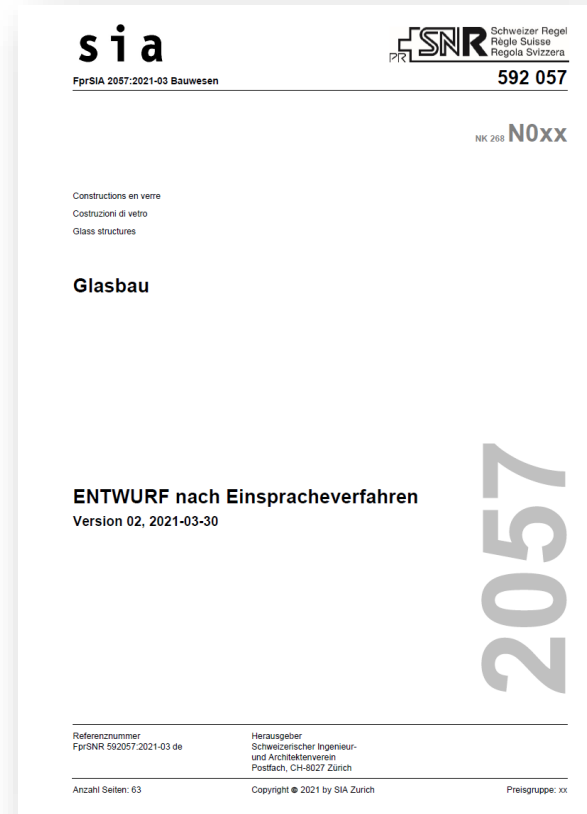 sia
PR SNR
Schweizer Regel
Règle Suisse
Regola Svizzera
FprSIA 2057:2021-03 Bauwesen
592 057
NK 268 N0xx
Constructions en verre
Costruzioni di vetro
Glass structures
Glasbau
2057
ENTWURF nach Einspracheverfahren
Version 02, 2021-03-30
Referenznummer
FprSNR 592057:2021-03 de
Herausgeber
Schweizerischer Ingenieur-
und Architektenverein
Postfach, CH-8027 Zürich
Anzahl Seiten: 63
Copyright © 2021 by SIA Zurich
Preisgruppe: xx